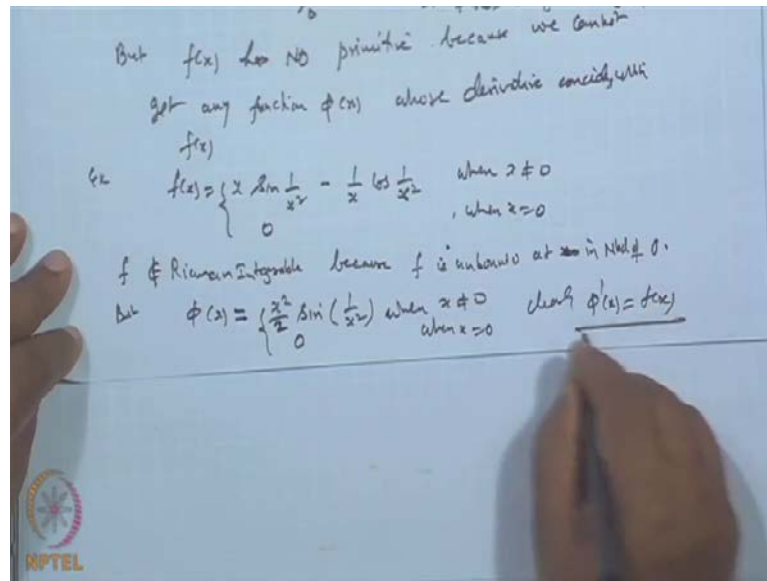 But f(x) has NO primitive because we cannot
get any function φ(x) whose derivative coincides with
f(x)
Ex f(x) = { x sin 1/x² - 1/x cos 1/x² when x ≠ 0
0 , when x = 0
f ∉ Riemann Integrable because f is unbounded at in Nbd of 0.
But φ(x) = { x²/2 sin (1/x²) when x ≠ 0 clearly φ'(x) = f(x)
0 when x = 0
NPTEL